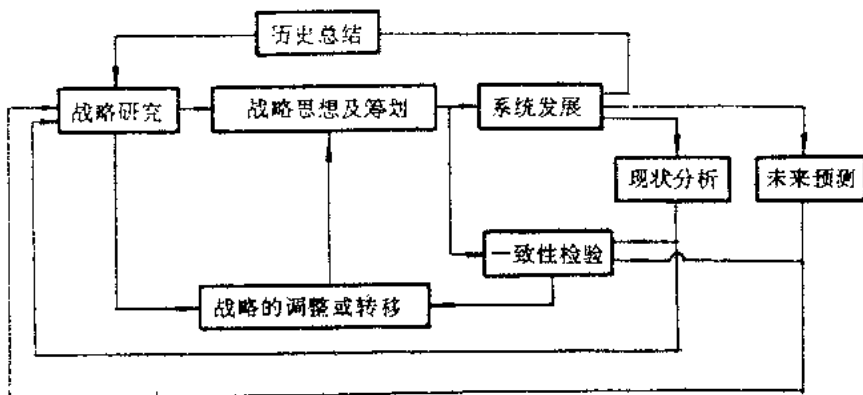 历史总结
战略研究
战略思想及筹划
系统发展
现状分析
未来预测
一致性检验
战略的调整或转移